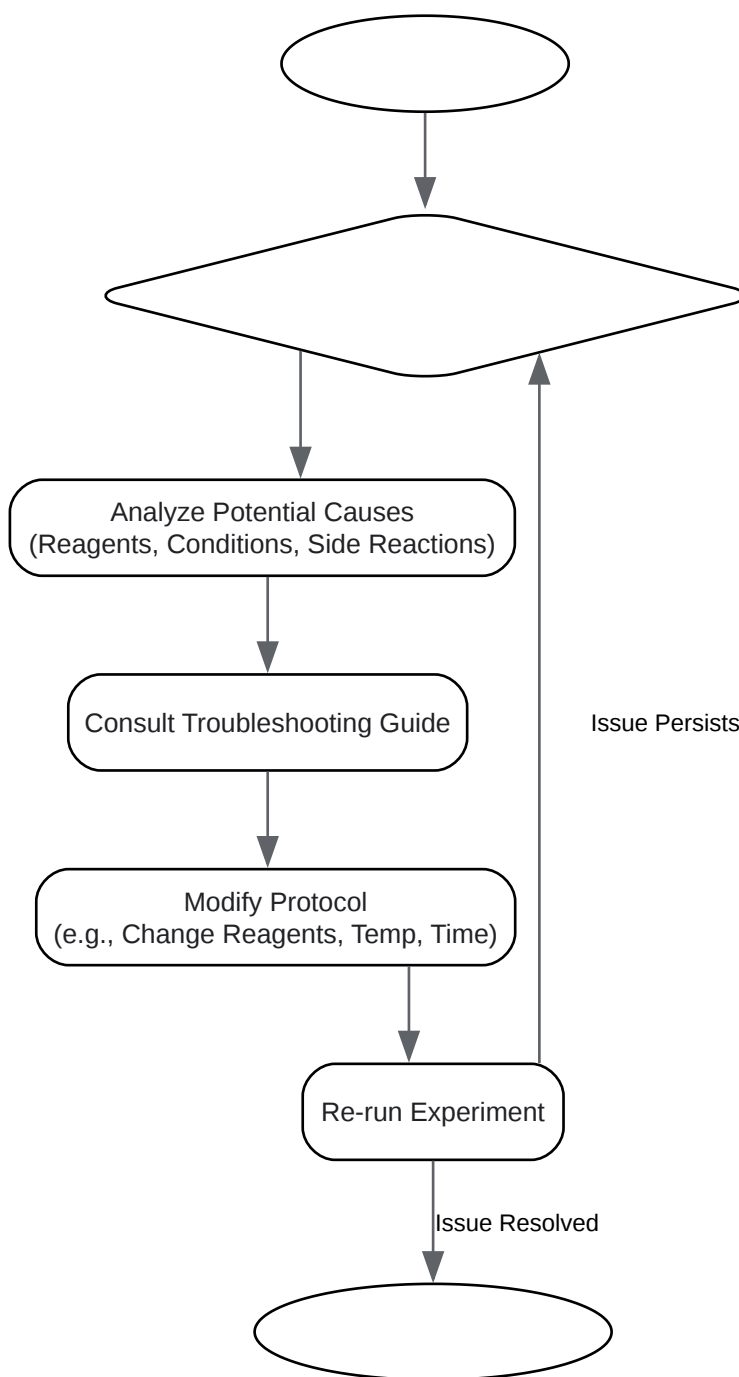 Analyze Potential Causes
(Reagents, Conditions, Side Reactions)
Consult Troubleshooting Guide
Issue Persists
Modify Protocol
(e.g., Change Reagents, Temp, Time)
Re-run Experiment
Issue Resolved